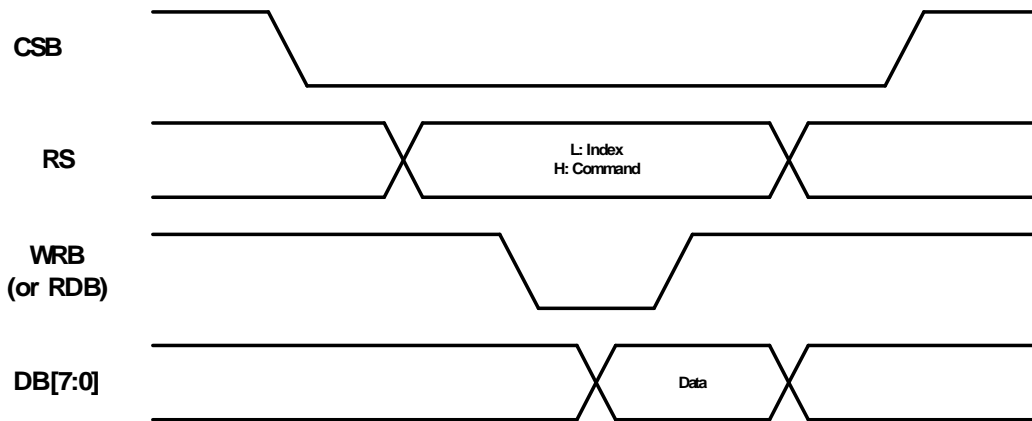 CSB
RS
L: Index
H: Command
WRB
(or RDB)
DB[7:0]
Data